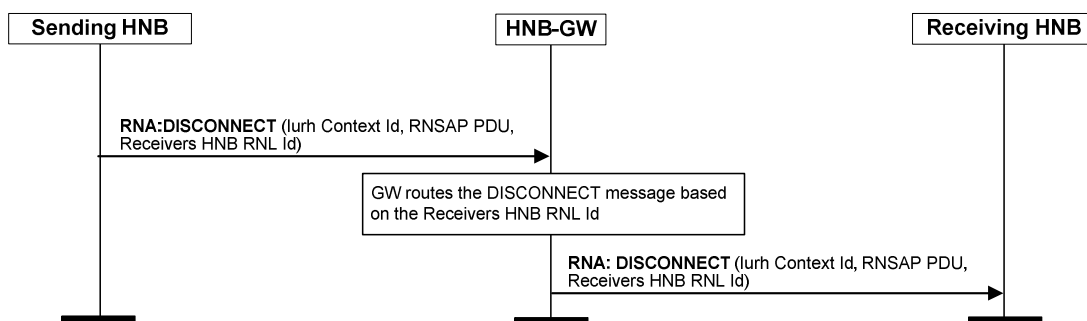 Sending HNB
HNB-GW
Receiving HNB
RNA:DISCONNECT (Iurh Context Id, RNSAP PDU,
Receivers HNB RNL Id)
GW routes the DISCONNECT message based
on the Receivers HNB RNL Id
RNA: DISCONNECT (Iurh Context Id, RNSAP PDU,
Receivers HNB RNL Id)